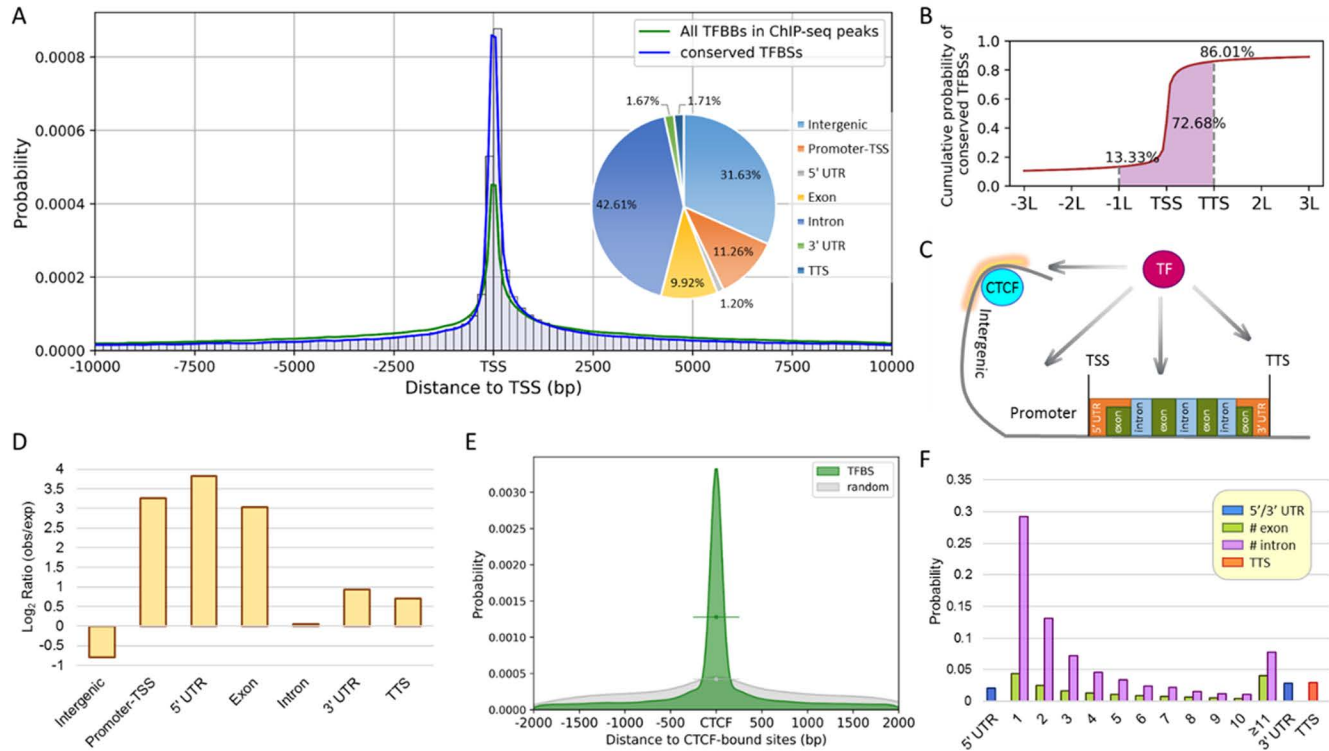 A
0.0008
0.0006
0.0004
0.0002
0.0000
Probability
-10000
-7500
-5000
-2500
TSS
2500
5000
7500
10000
Distance to TSS (bp)
All TFBBs in ChIP-seq peaks
conserved TFBSs
1.67%
1.71%
31.63%
42.61%
11.26%
9.92%
1.20%
Intergenic
Promoter-TSS
5' UTR
Exon
Intron
3' UTR
TTS
B
Cumulative probability of
conserved TFBSs
1.0
0.8
0.6
0.4
0.2
0.0
86.01%
72.68%
13.33%
-3L
-2L
-1L
TSS
TTS
2L
3L
C
TF
CTCF
Intergenic
TSS
TTS
Promoter
5' UTR
exon
intron
exon
intron
exon
intron
exon
3' UTR
D
Log2 Ratio (obs/exp)
4
3.5
3
2.5
2
1.5
1
0.5
0
-0.5
-1
Intergenic
Promoter-TSS
5' UTR
Exon
Intron
3' UTR
TTS
E
0.0030
0.0025
0.0020
0.0015
0.0010
0.0005
0.0000
Probability
TFBS
random
-2000
-1500
-1000
-500
CTCF
500
1000
1500
2000
Distance to CTCF-bound sites (bp)
F
0.4
0.35
0.3
0.25
0.2
0.15
0.1
0.05
0
Probability
5'/3' UTR
# exon
# intron
TTS
5' UTR
1
2
3
4
5
6
7
8
9
10
≥11
3' UTR
TTS